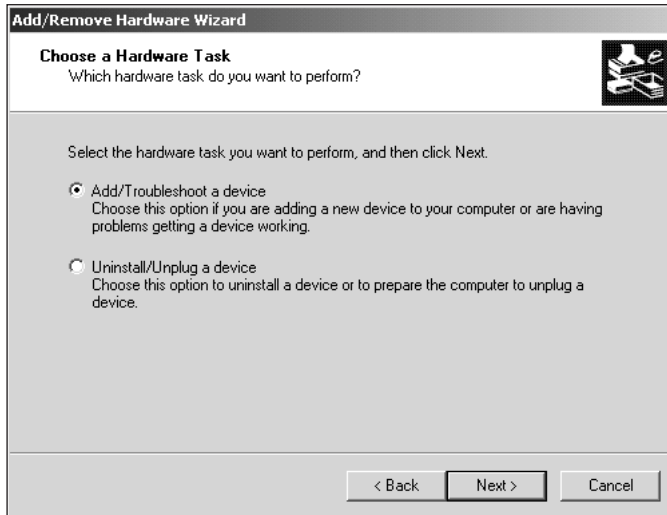 Add/Remove Hardware Wizard
Choose a Hardware Task
Which hardware task do you want to perform?
Select the hardware task you want to perform, and then click Next.
Add/Troubleshoot a device
Choose this option if you are adding a new device to your computer or are having
problems getting a device working.
Uninstall/Unplug a device
Choose this option to uninstall a device or to prepare the computer to unplug a
device.
< Back
Next >
Cancel